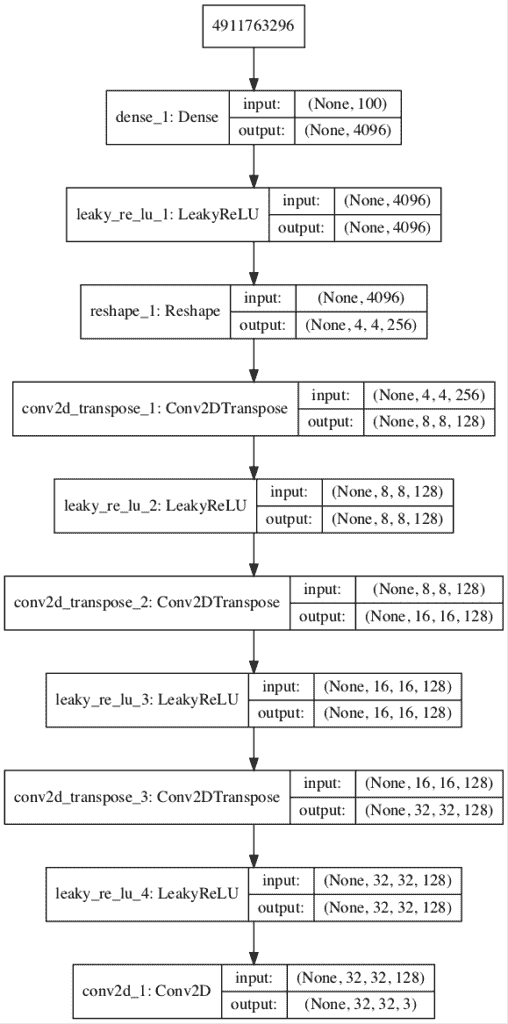 4911763296
dense_1: Dense
input: (None, 100)
output: (None, 4096)
leaky_re_lu_1: LeakyReLU
input: (None, 4096)
output: (None, 4096)
reshape_1: Reshape
input: (None, 4096)
output: (None, 4, 4, 256)
conv2d_transpose_1: Conv2DTranspose
input: (None, 4, 4, 256)
output: (None, 8, 8, 128)
leaky_re_lu_2: LeakyReLU
input: (None, 8, 8, 128)
output: (None, 8, 8, 128)
conv2d_transpose_2: Conv2DTranspose
input: (None, 8, 8, 128)
output: (None, 16, 16, 128)
leaky_re_lu_3: LeakyReLU
input: (None, 16, 16, 128)
output: (None, 16, 16, 128)
conv2d_transpose_3: Conv2DTranspose
input: (None, 16, 16, 128)
output: (None, 32, 32, 128)
leaky_re_lu_4: LeakyReLU
input: (None, 32, 32, 128)
output: (None, 32, 32, 128)
conv2d_1: Conv2D
input: (None, 32, 32, 128)
output: (None, 32, 32, 3)